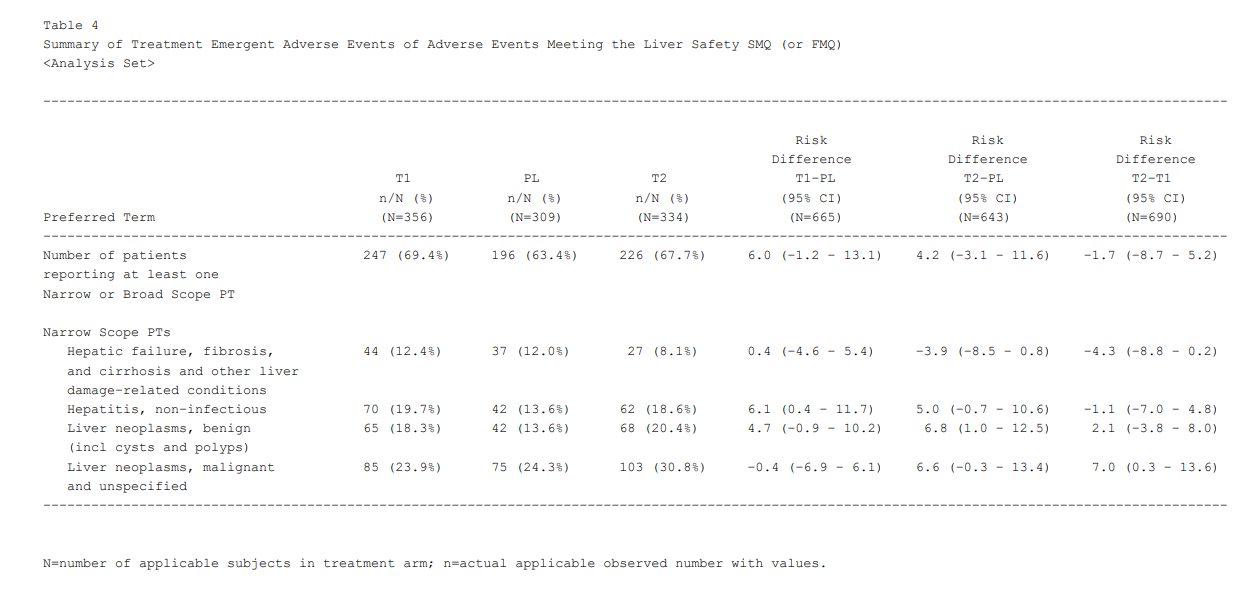 Table 4
Summary of Treatment Emergent Adverse Events of Adverse Events Meeting the Liver Safety SMQ (or FMQ)
<Analysis Set>
Risk Risk Risk
Difference Difference Difference
T1 PL T2 T1-PL T2-PL T2-T1
n/N (%) n/N (%) n/N (%) (95% CI) (95% CI) (95% CI)
Preferred Term (N=356) (N=309) (N=334) (N=665) (N=643) (N=690)
Number of patients 247 (69.4%) 196 (63.4%) 226 (67.7%) 6.0 (-1.2 - 13.1) 4.2 (-3.1 - 11.6) -1.7 (-8.7 - 5.2)
reporting at least one
Narrow or Broad Scope PT
Narrow Scope PTs
Hepatic failure, fibrosis, 44 (12.4%) 37 (12.0%) 27 (8.1%) 0.4 (-4.6 - 5.4) -3.9 (-8.5 - 0.8) -4.3 (-8.8 - 0.2)
and cirrhosis and other liver
damage-related conditions
Hepatitis, non-infectious 70 (19.7%) 42 (13.6%) 62 (18.6%) 6.1 (0.4 - 11.7) 5.0 (-0.7 - 10.6) -1.1 (-7.0 - 4.8)
Liver neoplasms, benign 65 (18.3%) 42 (13.6%) 68 (20.4%) 4.7 (-0.9 - 10.2) 6.8 (1.0 - 12.5) 2.1 (-3.8 - 8.0)
(incl cysts and polyps)
Liver neoplasms, malignant 85 (23.9%) 75 (24.3%) 103 (30.8%) -0.4 (-6.9 - 6.1) 6.6 (-0.3 - 13.4) 7.0 (0.3 - 13.6)
and unspecified
N=number of applicable subjects in treatment arm; n=actual applicable observed number with values.